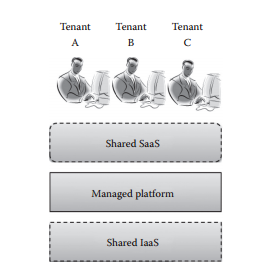 Tenant Tenant Tenant
A B C
Shared SaaS
Managed platform
Shared IaaS